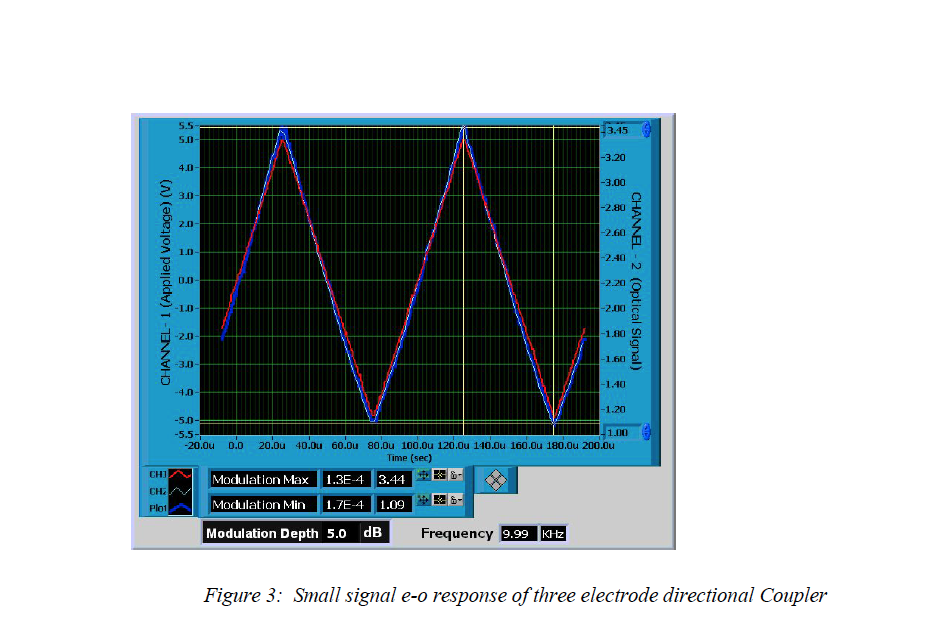 5.5
5.0
4.0
3.0
2.0
1.0
0.0
-1.0
-2.0
-3.0
-4.0
-5.0
-5.5
CHANNEL - 1 (Applied Voltage) (V)
3.45
3.20
3.00
2.80
2.60
2.40
2.20
2.00
1.80
1.60
1.40
1.20
1.00
CHANNEL - 2 (Optical Signal)
-20.0u 0.0 20.0u 40.0u 60.0u 80.0u 100.0u 120.0u 140.0u 160.0u 180.0u 200.0u
Time (sec)
CH1
CH2
Plot
Modulation Max 1.3E-4 3.44
Modulation Min 1.7E-4 1.09
Modulation Depth 5.0 dB
Frequency 9.99 KHz
Figure 3: Small signal e-o response of three electrode directional Coupler